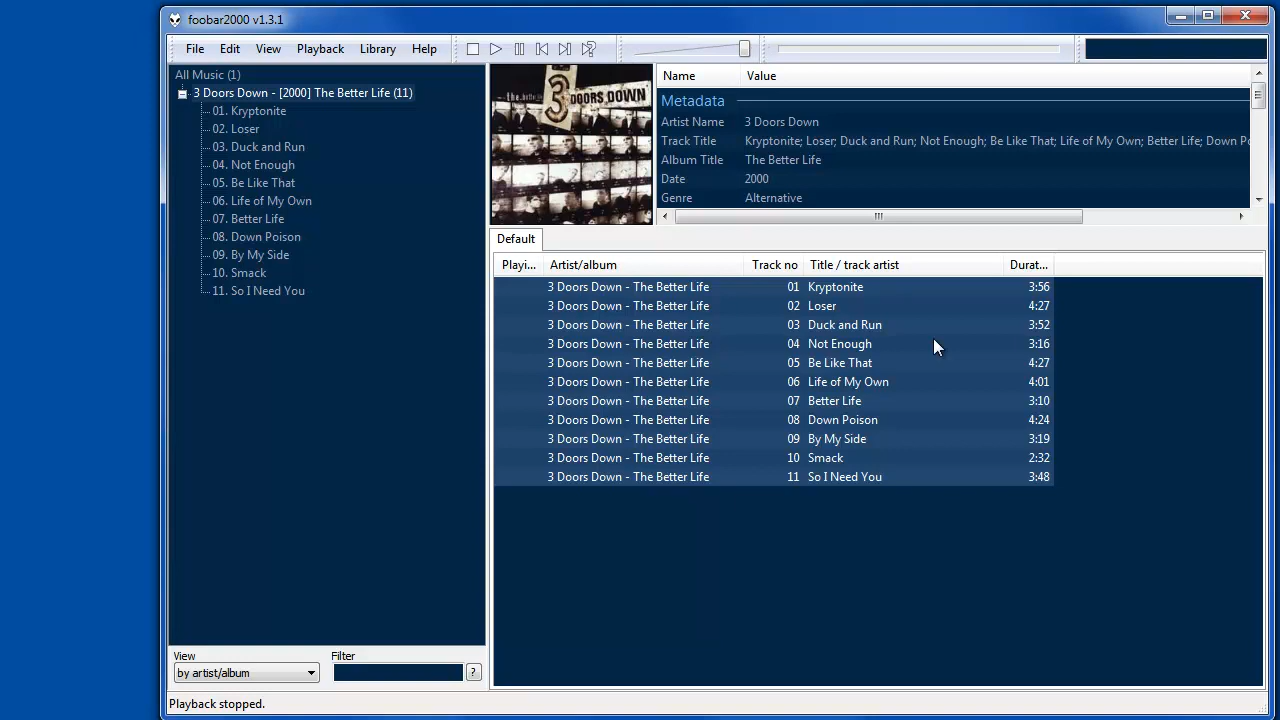 foobar2000 v1.3.1
File Edit View Playback Library Help
All Music (1)
3 Doors Down - [2000] The Better Life (11)
01. Kryptonite
02. Loser
03. Duck and Run
04. Not Enough
05. Be Like That
06. Life of My Own
07. Better Life
08. Down Poison
09. By My Side
10. Smack
11. So I Need You
View
by artist/album
Filter
?
3 DOORS DOWN
Name Value
Metadata
Artist Name 3 Doors Down
Track Title Kryptonite; Loser; Duck and Run; Not Enough; Be Like That; Life of My Own; Better Life; Down Po
Album Title The Better Life
Date 2000
Genre Alternative
Default
Playi... Artist/album Track no Title / track artist Durat...
3 Doors Down - The Better Life 01 Kryptonite 3:56
3 Doors Down - The Better Life 02 Loser 4:27
3 Doors Down - The Better Life 03 Duck and Run 3:52
3 Doors Down - The Better Life 04 Not Enough 3:16
3 Doors Down - The Better Life 05 Be Like That 4:27
3 Doors Down - The Better Life 06 Life of My Own 4:01
3 Doors Down - The Better Life 07 Better Life 3:10
3 Doors Down - The Better Life 08 Down Poison 4:24
3 Doors Down - The Better Life 09 By My Side 3:19
3 Doors Down - The Better Life 10 Smack 2:32
3 Doors Down - The Better Life 11 So I Need You 3:48
Playback stopped.